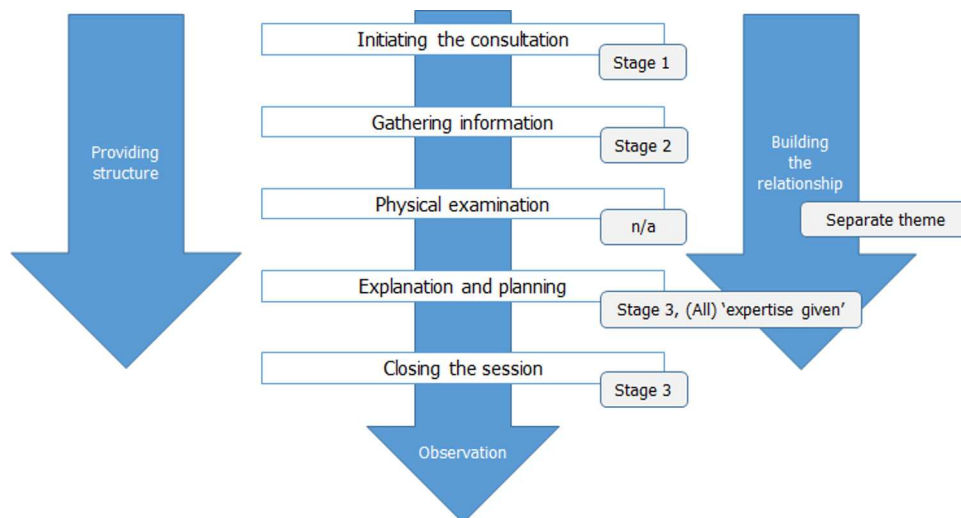 Initiating the consultation
Stage 1
Gathering information
Stage 2
Providing
structure
Building
the
relationship
Physical examination
n/a
Separate theme
Explanation and planning
Stage 3, (All) ‘expertise given’
Closing the session
Stage 3
Observation